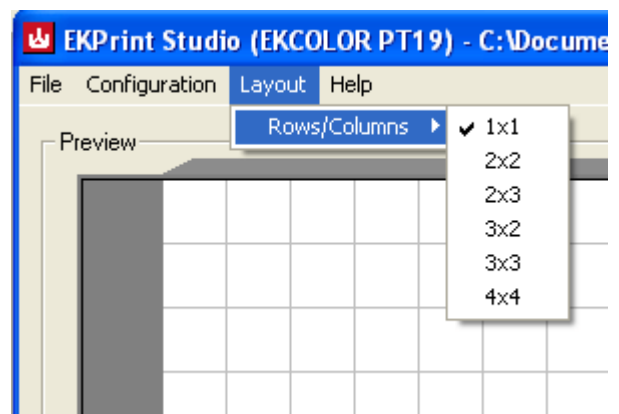 EKPrint Studio (EKCOLOR PT19) - C:\Docume
File Configuration Layout Help
Rows/Columns
1x1
2x2
2x3
3x2
3x3
4x4
Preview